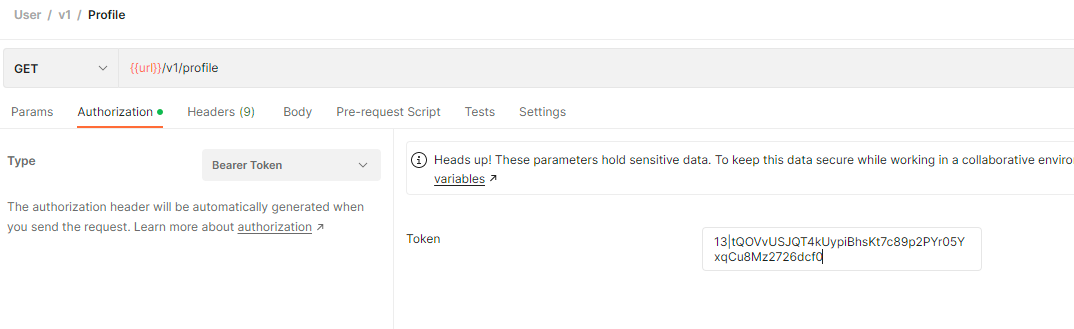 User / v1 / Profile
GET {{url}}/v1/profile
Params Authorization Headers (9) Body Pre-request Script Tests Settings
Type Bearer Token
Heads up! These parameters hold sensitive data. To keep this data secure while working in a collaborative
variables
The authorization header will be automatically generated when
you send the request. Learn more about authorization
Token
13|tQOVvUSJQT4kUypiBhsKt7c89p2PYr05Y
xqCu8Mz2726dcf0